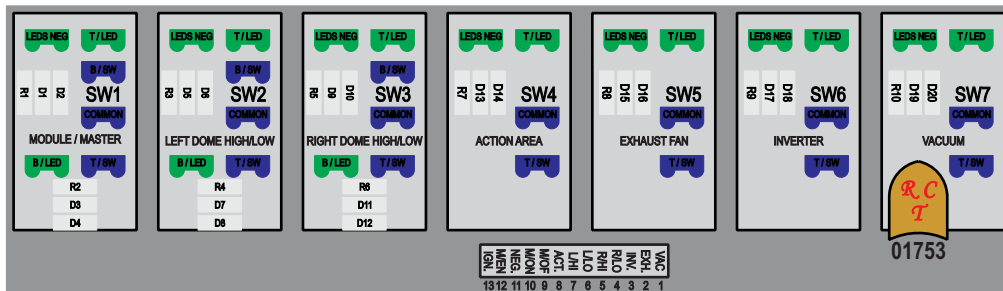 LEDS NEG T / LED LEDS NEG T / LED LEDS NEG T / LED LEDS NEG T / LED LEDS NEG T / LED LEDS NEG T / LED LEDS NEG T / LED
B / SW B / SW B / SW
R1 D1 D2 SW1 R3 D5 D6 SW2 R5 D9 D10 SW3 R7 D13 D14 SW4 R8 D15 D16 SW5 R9 D17 D18 SW6 R10 D19 D20 SW7
COMMON COMMON COMMON COMMON COMMON COMMON COMMON
MODULE / MASTER LEFT DOME HIGH/LOW RIGHT DOME HIGH/LOW ACTION AREA EXHAUST FAN INVERTER VACUUM
B / LED T / SW B / LED T / SW B / LED T / SW T / SW T / SW T / SW T / SW
R2 R4 R6
D3 D7 D11
D4 D8 D12
R C
T
01753
IGN. M/EN NEG. M/ON M/OF ACT. L/HI L/LO R/HI R/LO INV. EXH. VAC
13 12 11 10 9 8 7 6 5 4 3 2 1